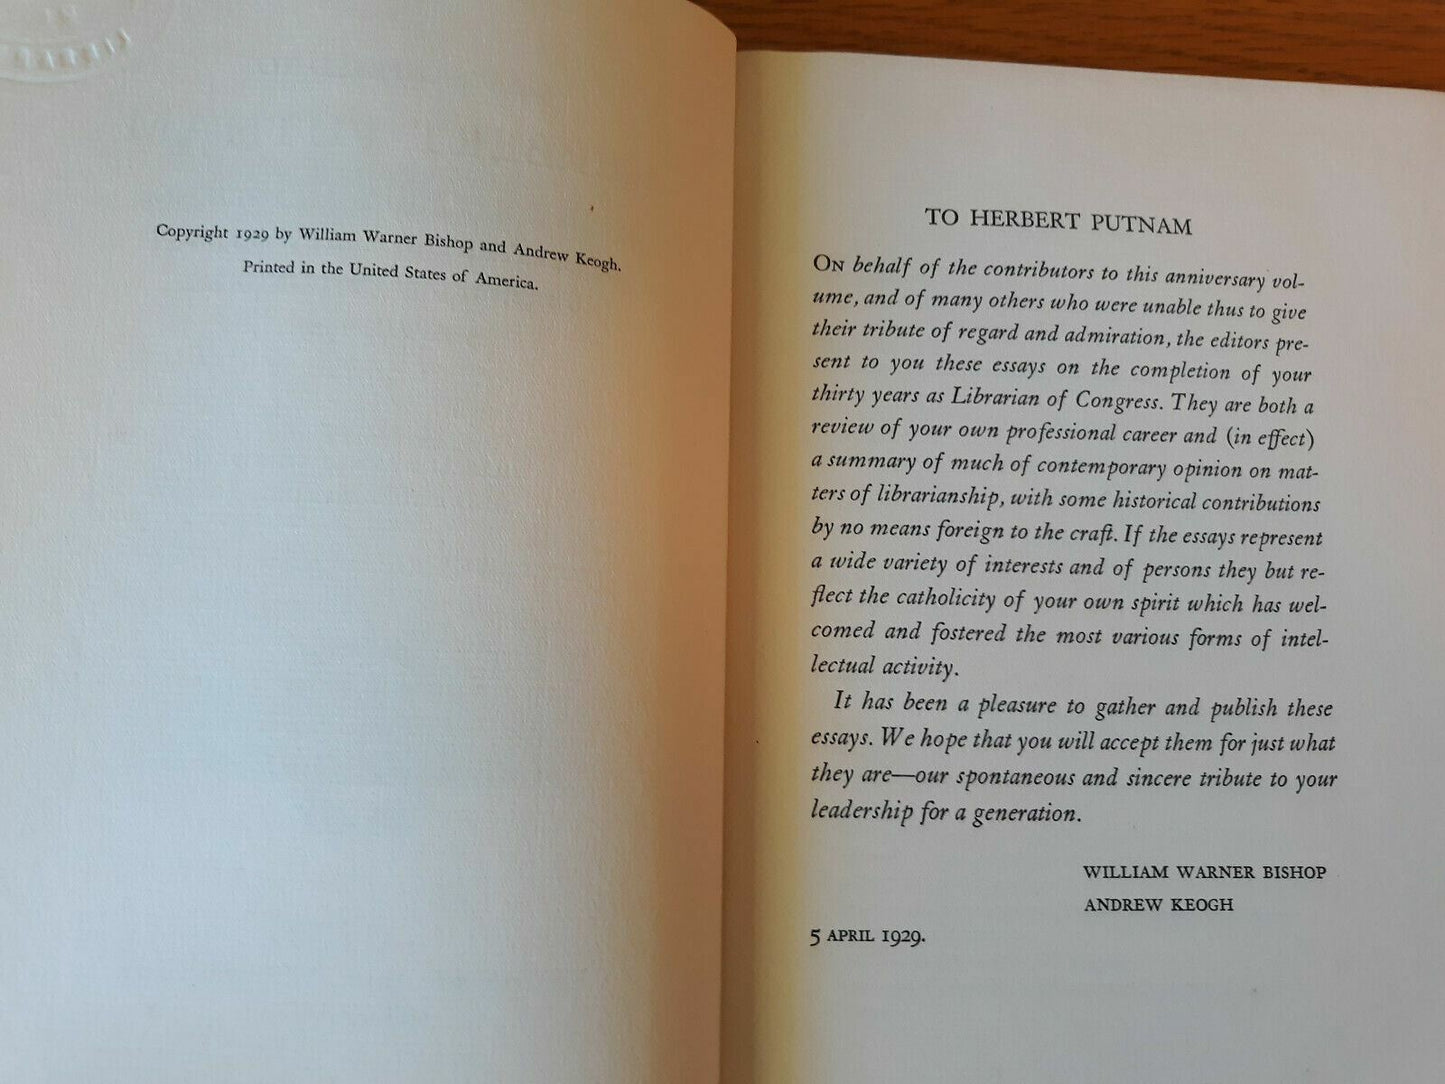 Copyright 1929 by William Warner Bishop and Andrew Keogh.
Printed in the United States of America.
TO HERBERT PUTNAM
ON behalf of the contributors to this anniversary vol-
ume, and of many others who were unable thus to give
their tribute of regard and admiration, the editors pre-
sent to you these essays on the completion of your
thirty years as Librarian of Congress. They are both a
review of your own professional career and (in effect)
a summary of much of contemporary opinion on mat-
ters of librarianship, with some historical contributions
by no means foreign to the craft. If the essays represent
a wide variety of interests and of persons they but re-
flect the catholicity of your own spirit which has wel-
comed and fostered the most various forms of intel-
lectual activity.
It has been a pleasure to gather and publish these
essays. We hope that you will accept them for just what
they are—our spontaneous and sincere tribute to your
leadership for a generation.
WILLIAM WARNER BISHOP
ANDREW KEOGH
5 APRIL 1929.